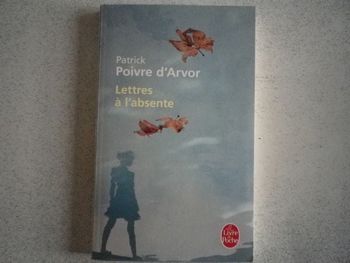 Patrick
Poivre d'Arvor
Lettres
à l'absente
Le Livre
de Poche